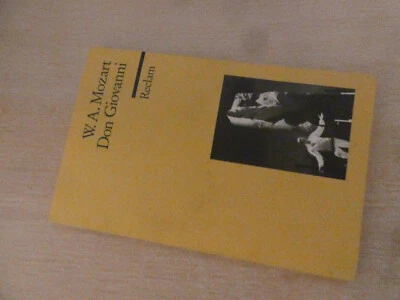 W. A. Mozart
Don Giovanni
Reclam